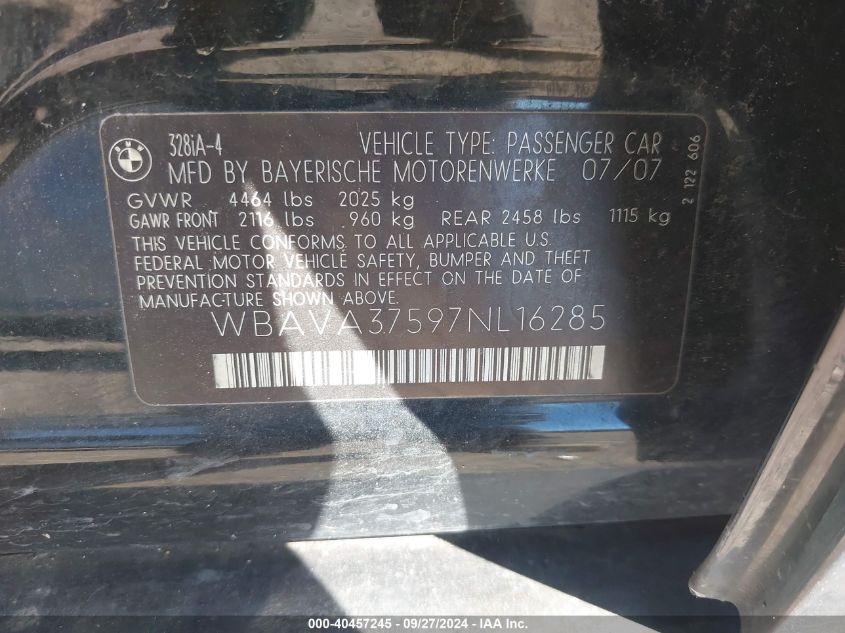 BMW
328iA-4 VEHICLE TYPE: PASSENGER CAR
MFD BY BAYERISCHE MOTORENWERKE 07/07
GVWR 4464 lbs 2025 kg
GAWR FRONT 2116 lbs 960 kg REAR 2458 lbs 1115 kg
THIS VEHICLE CONFORMS TO ALL APPLICABLE U.S.
FEDERAL MOTOR VEHICLE SAFETY, BUMPER AND THEFT
PREVENTION STANDARDS IN EFFECT ON THE DATE OF
MANUFACTURE SHOWN ABOVE.
WBAVA37597NL16285
2 122 606
000-40457245 - 09/27/2024 - IAA Inc.